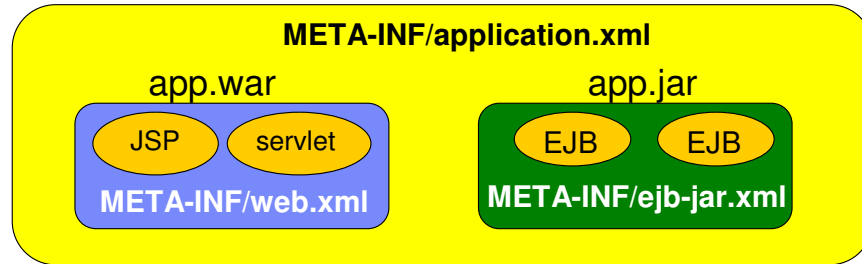 META-INF/application.xml
app.war app.jar
JSP servlet EJB EJB
META-INF/web.xml META-INF/ejb-jar.xml